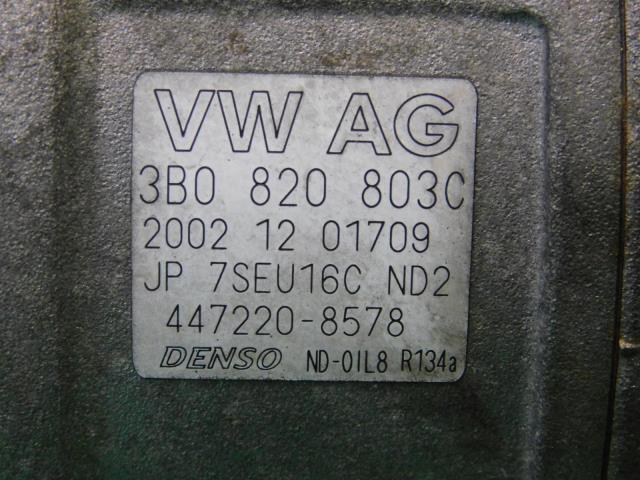 VW AG
3B0 820 803C
2002 12 01709
JP 7SEU16C ND2
447220-8578
DENSO ND-OIL8 R134a